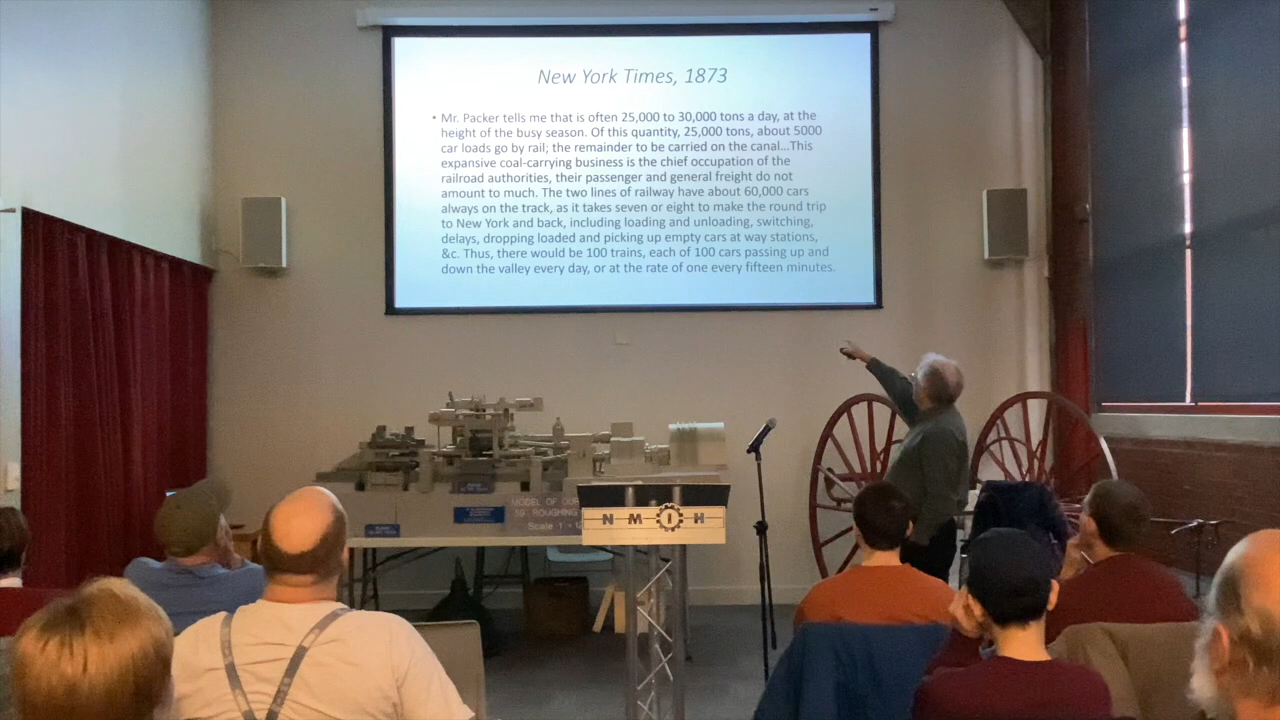 New York Times, 1873
• Mr. Packer tells me that is often 25,000 to 30,000 tons a day, at the
height of the busy season. Of this quantity, 25,000 tons, about 5000
car loads go by rail; the remainder to be carried on the canal...This
expansive coal-carrying business is the chief occupation of the
railroad authorities, their passenger and general freight do not
amount to much. The two lines of railway have about 60,000 cars
always on the track, as it takes seven or eight to make the round trip
to New York and back, including loading and unloading, switching,
delays, dropping loaded and picking up empty cars at way stations,
&c. Thus, there would be 100 trains, each of 100 cars passing up and
down the valley every day, or at the rate of one every fifteen minutes.
MODEL OF
ROUGHING
Scale
N M I H